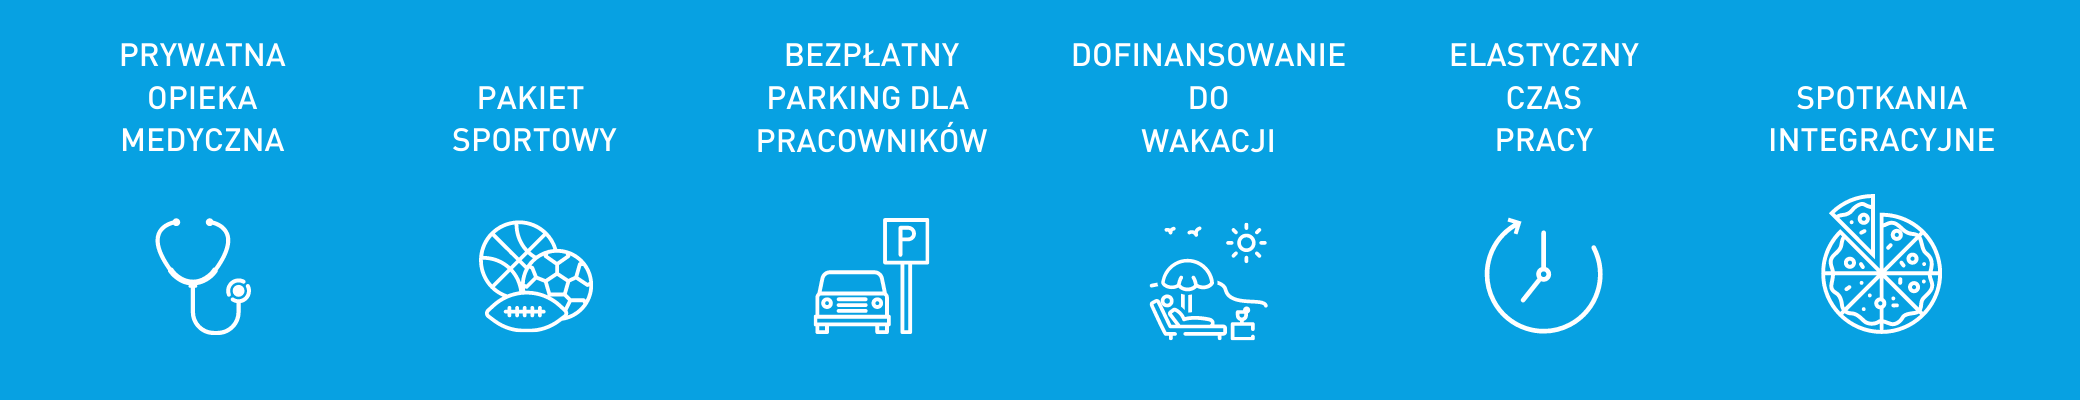 PRYWATNA
OPIEKA
MEDYCZNA
PAKIET
SPORTOWY
BEZPŁATNY
PARKING DLA
PRACOWNIKÓW
P
DOFINANSOWANIE
DO
WAKACJI
ELASTYCZNY
CZAS
PRACY
SPOTKANIA
INTEGRACYJNE